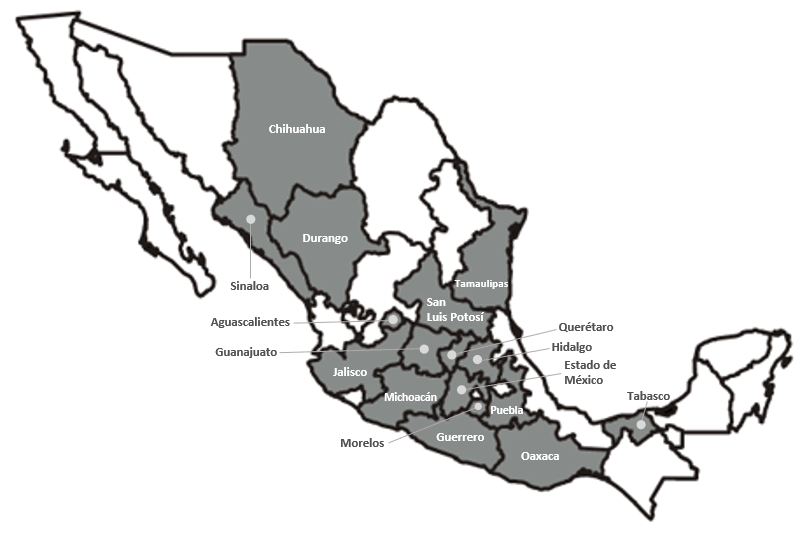 Chihuahua
Durango
Sinaloa
Tamaulipas
San
Luis Potosí
Aguascalientes
Querétaro
Guanajuato
Hidalgo
Estado de
México
Jalisco
Michoacán
Tabasco
Puebla
Morelos
Guerrero
Oaxaca